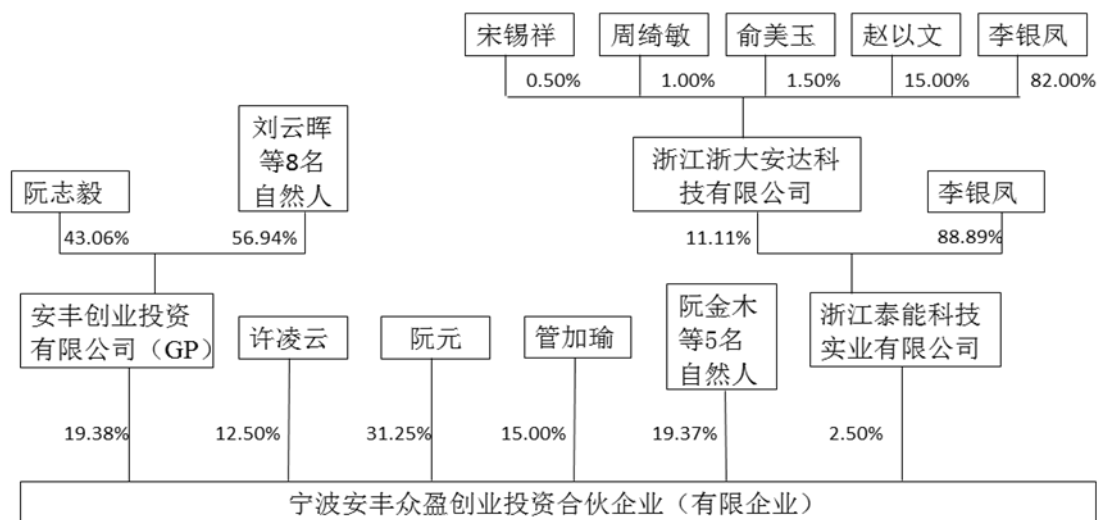 宋锡祥
周绮敏
俞美玉
赵以文
李银凤
0.50%
1.00%
1.50%
15.00%
82.00%
刘云晖
等8名
自然人
浙江浙大安达科
技有限公司
阮志毅
李银凤
43.06%
56.94%
11.11%
88.89%
安丰创业投资
有限公司（GP）
许凌云
阮元
管加瑜
阮金木
等5名
自然人
浙江泰能科技
实业有限公司
19.38%
12.50%
31.25%
15.00%
19.37%
2.50%
宁波安丰众盈创业投资合伙企业（有限企业）